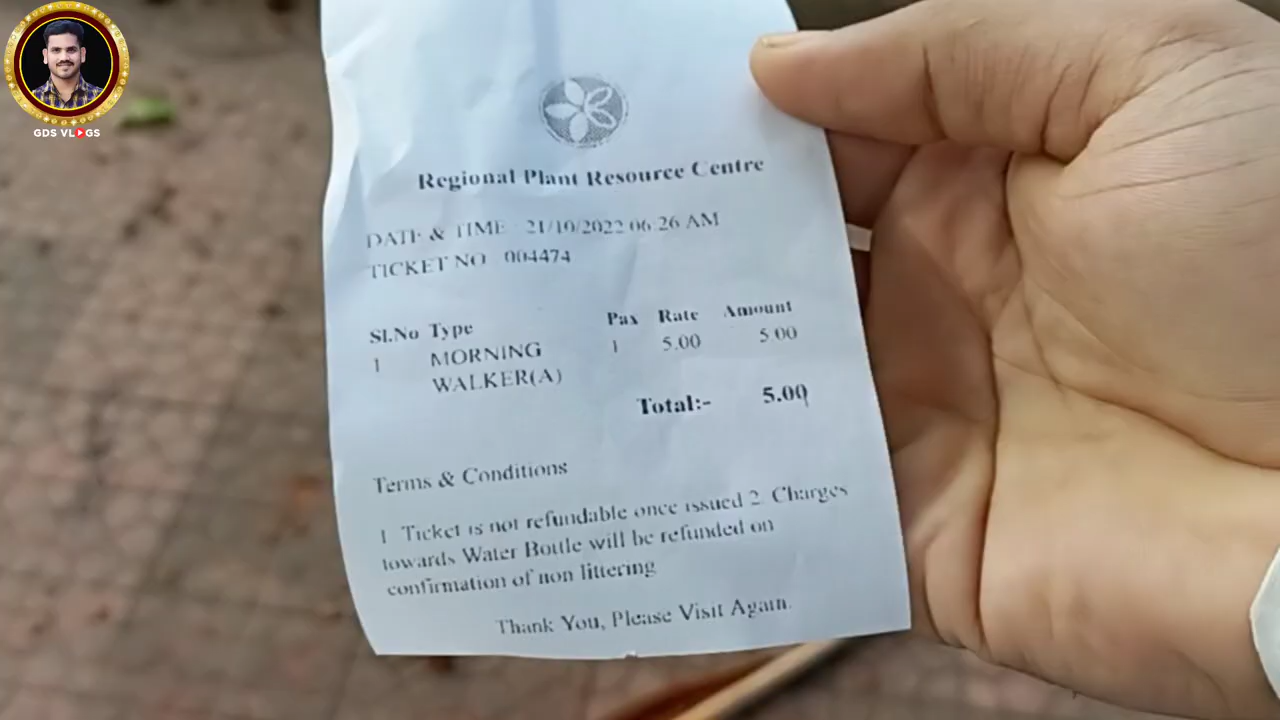 GDS VLOGS
Regional Plant Resource Centre
DATE & TIME 21/10/2022 06:26 AM
TICKET NO 004474
Sl.No Type Pax Rate Amount
1 MORNING 1 5.00 5.00
WALKER(A)
Total:- 5.00
Terms & Conditions
1 Ticket is not refundable once issued 2. Charges
towards Water Bottle will be refunded on
confirmation of non littering
Thank You, Please Visit Again.